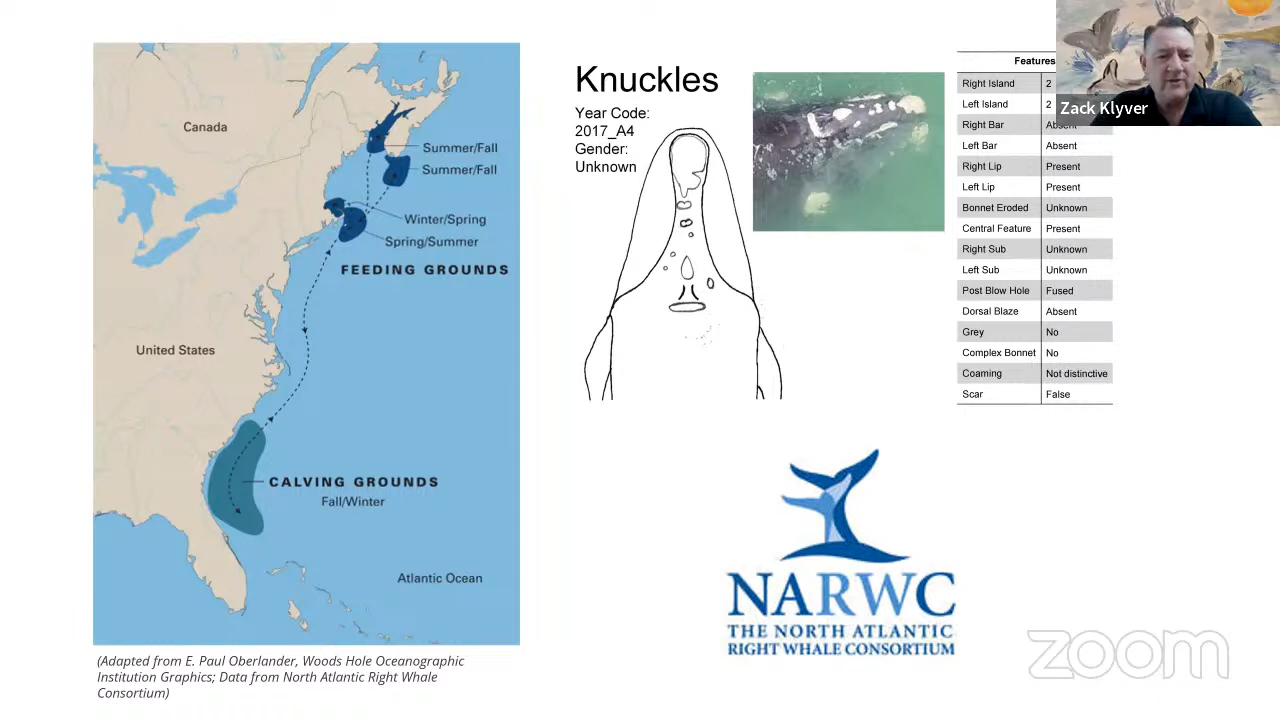 Canada
Summer/Fall
Summer/Fall
Winter/Spring
Spring/Summer
FEEDING GROUNDS
United States
CALVING GROUNDS
Fall/Winter
Atlantic Ocean
(Adapted from E. Paul Oberlander, Woods Hole Oceanographic
Institution Graphics; Data from North Atlantic Right Whale
Consortium)
Knuckles
Year Code:
2017_A4
Gender:
Unknown
Features
Right Island 2
Left Island 2
Right Bar Absent
Left Bar Absent
Right Lip Present
Left Lip Present
Bonnet Eroded Unknown
Central Feature Present
Right Sub Unknown
Left Sub Unknown
Post Blow Hole Fused
Dorsal Blaze Absent
Grey No
Complex Bonnet No
Coaming Not distinctive
Scar False
Zack Klyver
NARWC
THE NORTH ATLANTIC
RIGHT WHALE CONSORTIUM
zoom